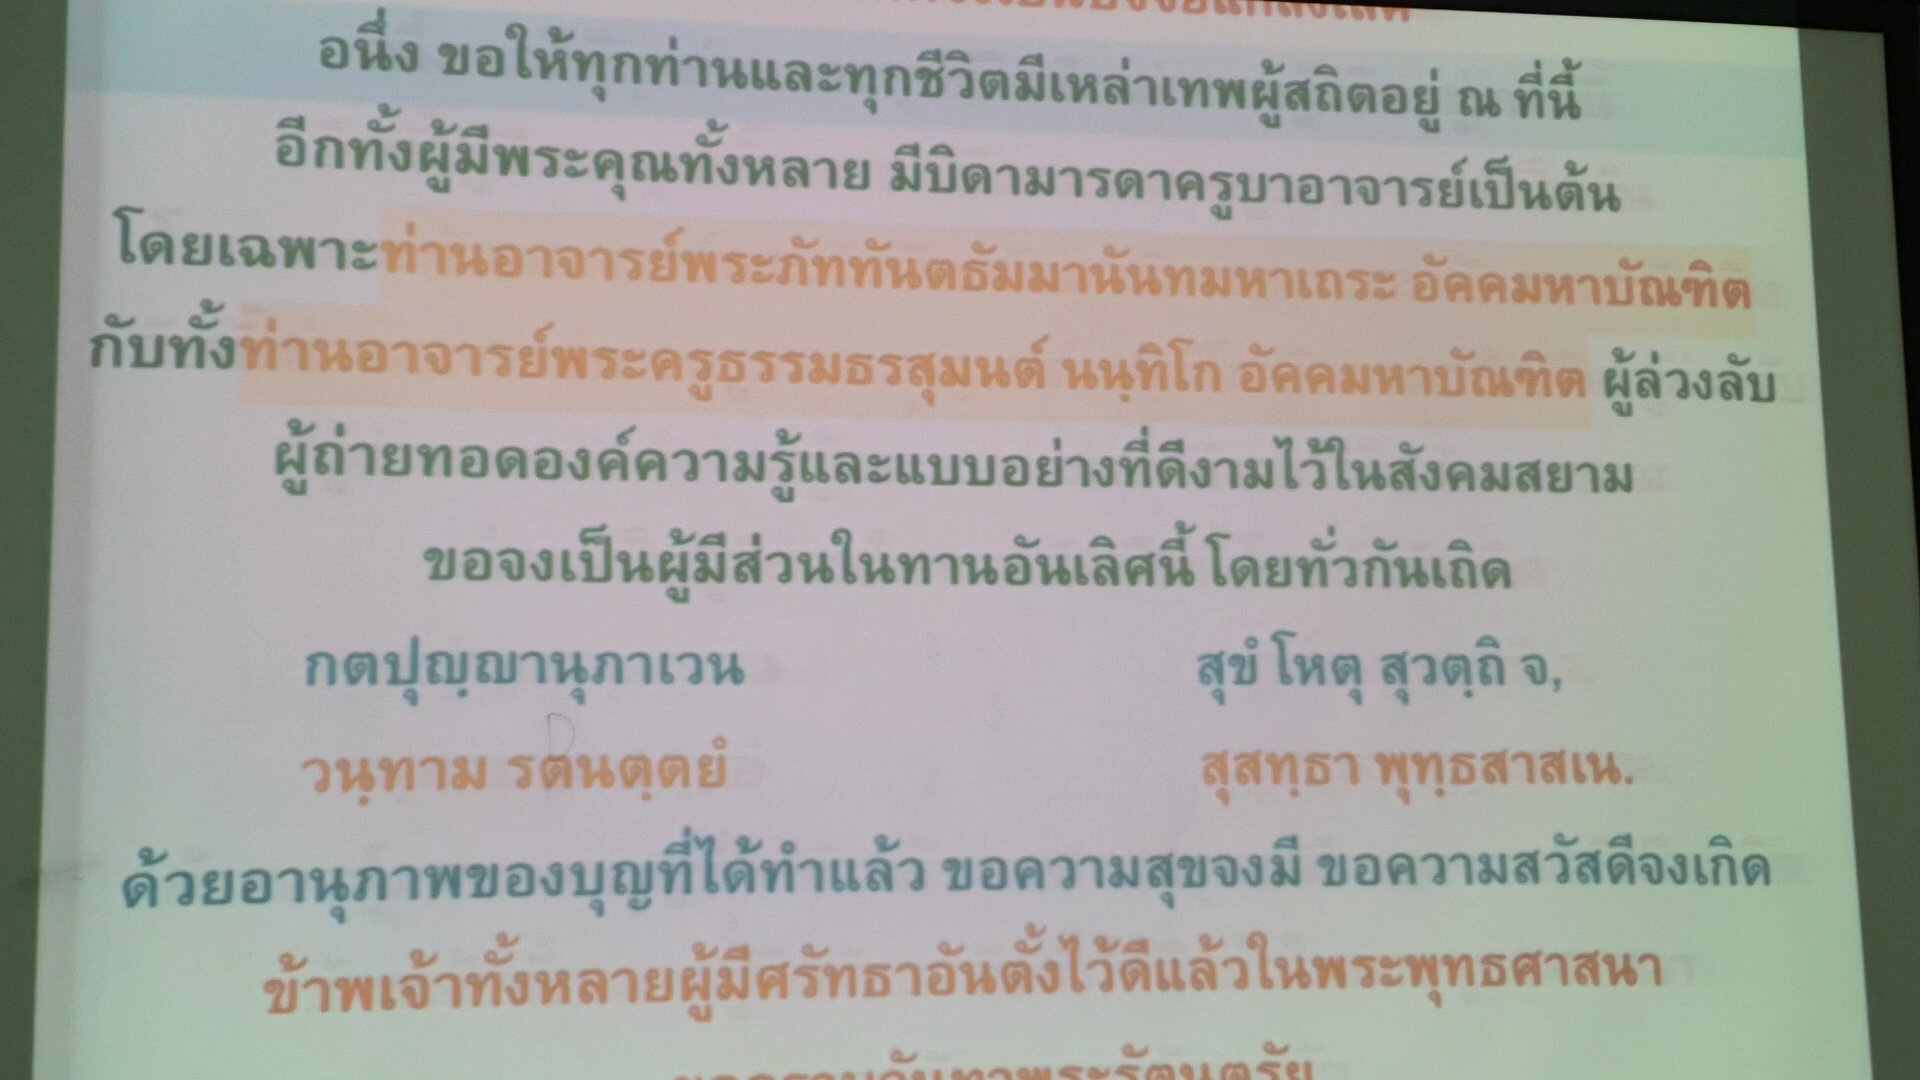 อนึ่ง ขอให้ทุกท่านและทุกชีวิตมีเหล่าเทพผู้สถิตอยู่ ณ ที่นี้
อีกทั้งผู้มีพระคุณทั้งหลาย มีบิดามารดาครูบาอาจารย์เป็นต้น
โดยเฉพาะท่านอาจารย์พระภัททันตธัมมานันทมหาเถระ อัคคมหาบัณฑิต
กับทั้งท่านอาจารย์พระครูธรรมธรสุมนต์ นนฺทิโก อัคคมหาบัณฑิต ผู้ล่วงลับ
ผู้ถ่ายทอดองค์ความรู้และแบบอย่างที่ดีงามไว้ในสังคมสยาม
ขอจงเป็นผู้มีส่วนในทานอันเลิศนี้ โดยทั่วกันเถิด
กตปุญฺญานุภาเวน สุขํ โหตุ สุวตฺถิ จ,
วนฺทาม รตนตฺตยํ สุสทฺธา พุทฺธสาสเน.
ด้วยอานุภาพของบุญที่ได้ทำแล้ว ขอความสุขจงมี ขอความสวัสดีจงเกิด
ข้าพเจ้าทั้งหลายผู้มีศรัทธาอันตั้งไว้ดีแล้วในพระพุทธศาสนา